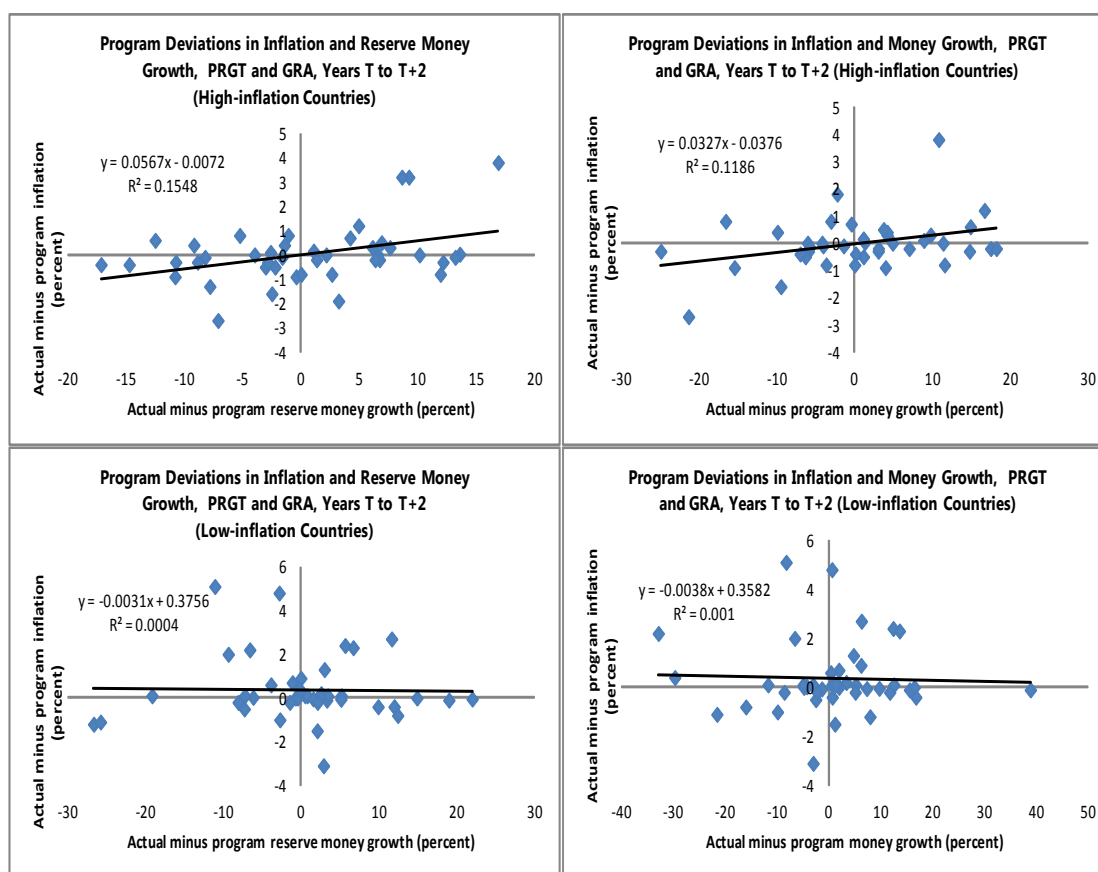 Program Deviations in Inflation and Reserve Money
Growth, PRGT and GRA, Years T to T+2
(High-inflation Countries)
Actual minus program inflation
(percent)
y = 0.0567x - 0.0072
R² = 0.1548
5
4
3
2
1
0
-1
-2
-3
-4
-20 -15 -10 -5 0 5 10 15 20
Actual minus program reserve money growth (percent)
Program Deviations in Inflation and Money Growth, PRGT
and GRA, Years T to T+2 (High-inflation Countries)
Actual minus program inflation
(percent)
y = 0.0327x - 0.0376
R² = 0.1186
5
4
3
2
1
0
-1
-2
-3
-4
-30 -20 -10 0 10 20 30
Actual minus program money growth (percent)
Program Deviations in Inflation and Reserve Money
Growth, PRGT and GRA, Years T to T+2
(Low-inflation Countries)
Actual minus program inflation
(percent)
y = -0.0031x + 0.3756
R² = 0.0004
6
4
2
0
-2
-4
-30 -20 -10 0 10 20 30
Actual minus program reserve money growth (percent)
Program Deviations in Inflation and Money Growth, PRGT
and GRA, Years T to T+2 (Low-inflation Countries)
Actual minus program inflation
(percent)
y = -0.0038x + 0.3582
R² = 0.001
6
4
2
0
-2
-4
-40 -30 -20 -10 0 10 20 30 40 50
Actual minus program money growth (percent)